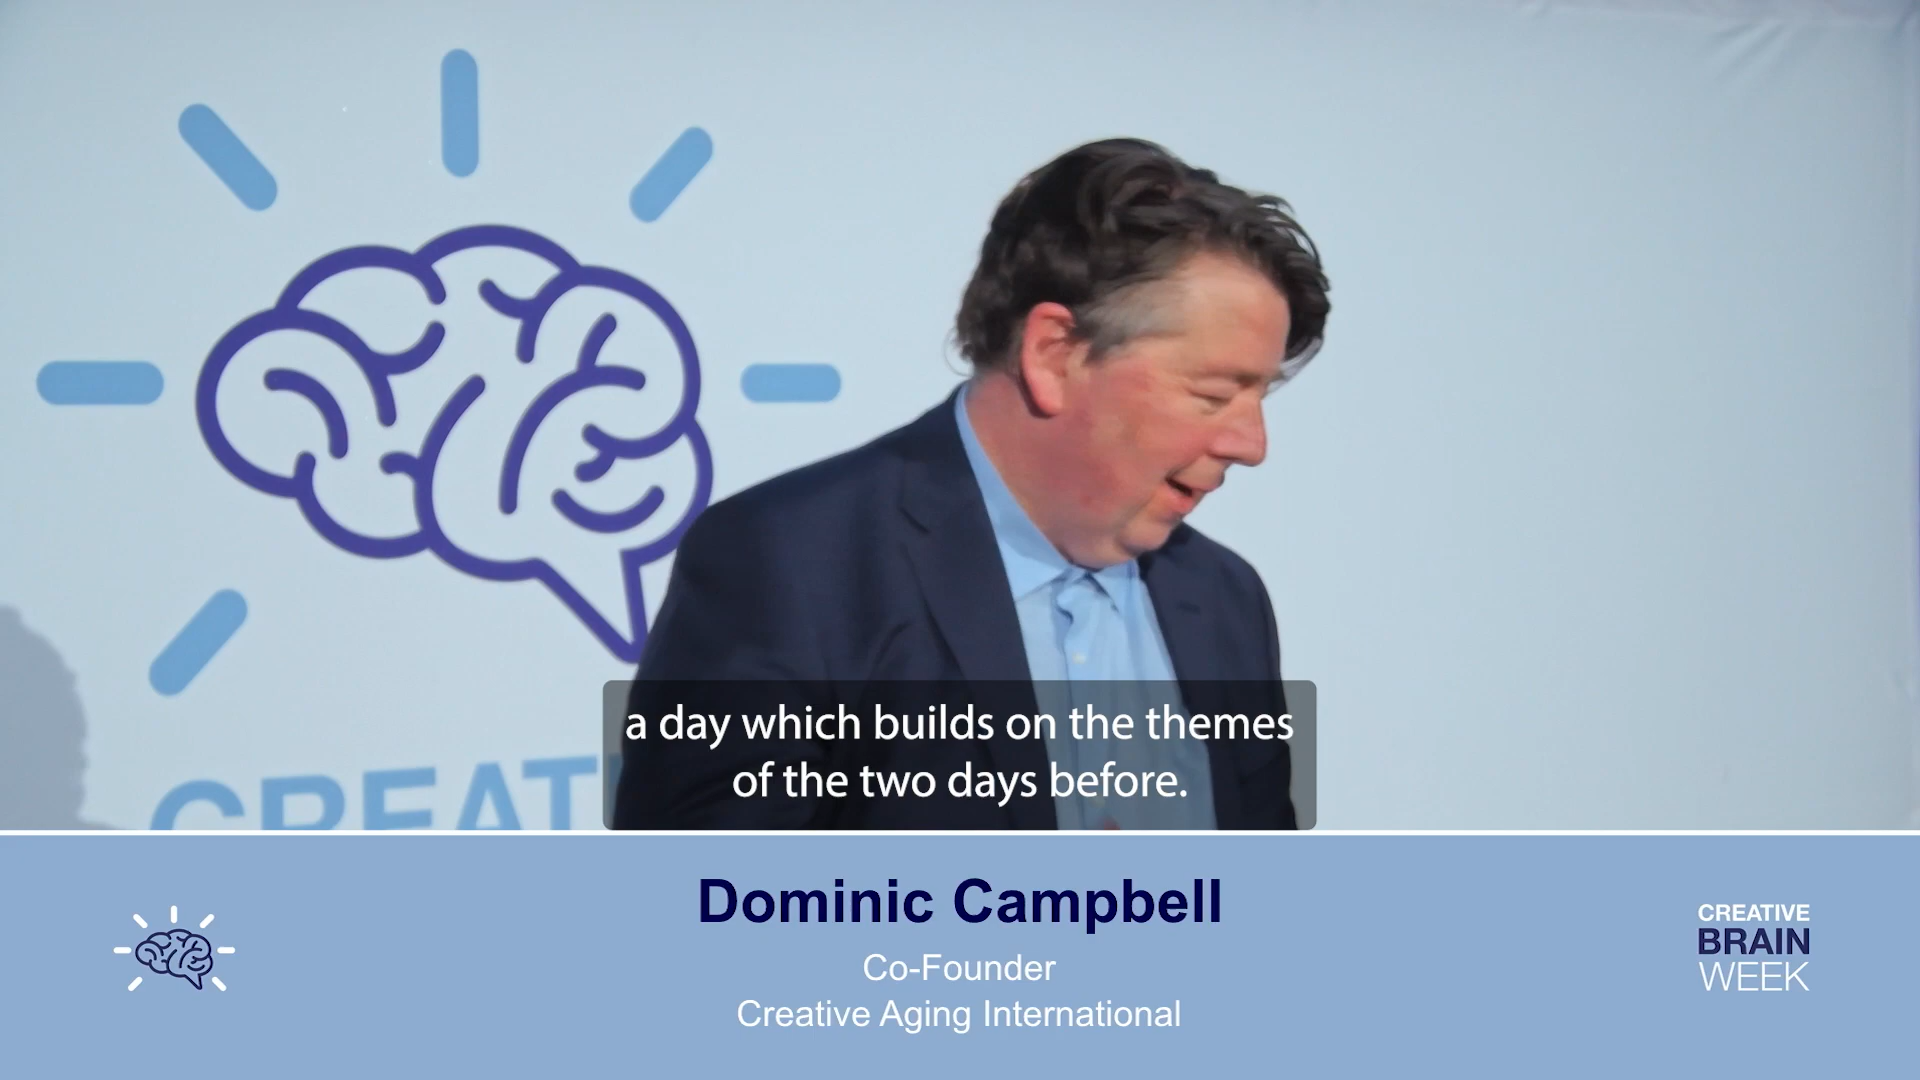 CREAT
a day which builds on the themes
of the two days before.
Dominic Campbell
Co-Founder
Creative Aging International
CREATIVE
BRAIN
WEEK